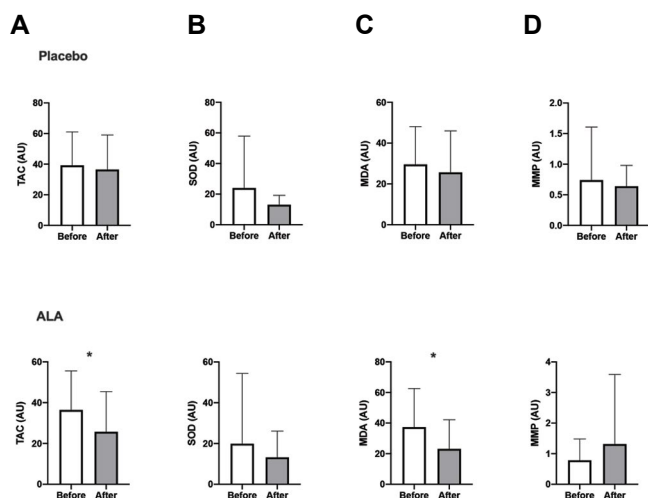 A B C D
Placebo
80
60
40
20
0
TAC (AU)
Before After
80
60
40
20
0
SOD (AU)
Before After
60
40
20
0
MDA (AU)
Before After
2.0
1.5
1.0
0.5
0.0
MMP (AU)
Before After
ALA
60
40
20
0
TAC (AU)
*
Before After
60
40
20
0
SOD (AU)
Before After
80
60
40
20
0
MDA (AU)
*
Before After
5
4
3
2
1
0
MMP (AU)
Before After